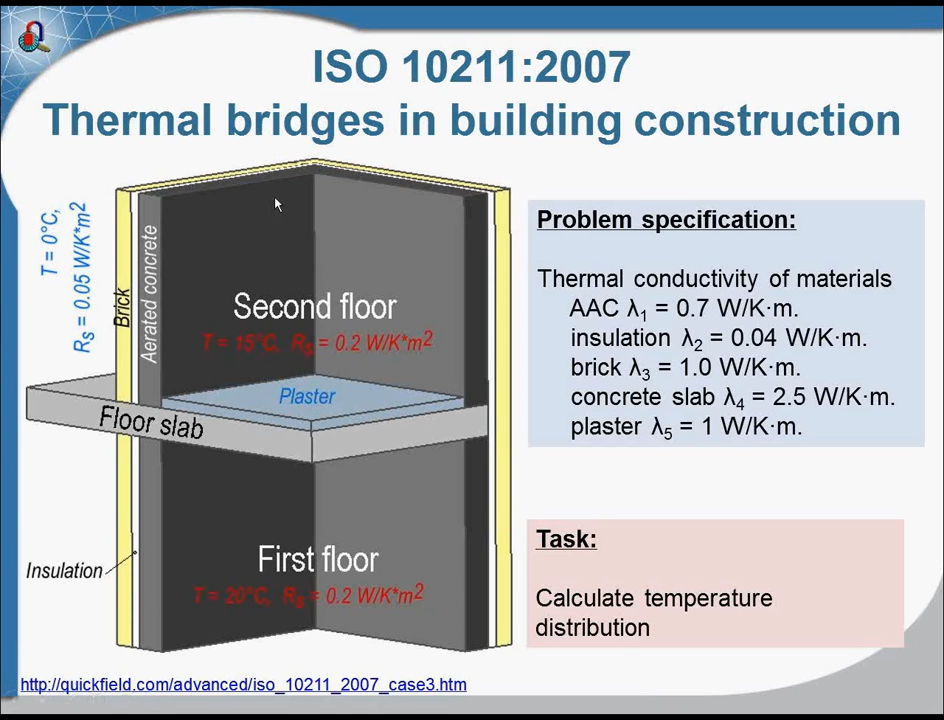 ISO 10211:2007
Thermal bridges in building construction
T = 0°C,
Rs = 0.05 W/K*m2
Brick
Aerated concrete
Second floor
T = 15°C, Rs = 0.2 W/K*m2
Plaster
Floor slab
First floor
T = 20°C, Rs = 0.2 W/K*m2
Insulation
http://quickfield.com/advanced/iso_10211_2007_case3.htm
Problem specification:
Thermal conductivity of materials
AAC λ1 = 0.7 W/K·m.
insulation λ2 = 0.04 W/K·m.
brick λ3 = 1.0 W/K·m.
concrete slab λ4 = 2.5 W/K·m.
plaster λ5 = 1 W/K·m.
Task:
Calculate temperature
distribution